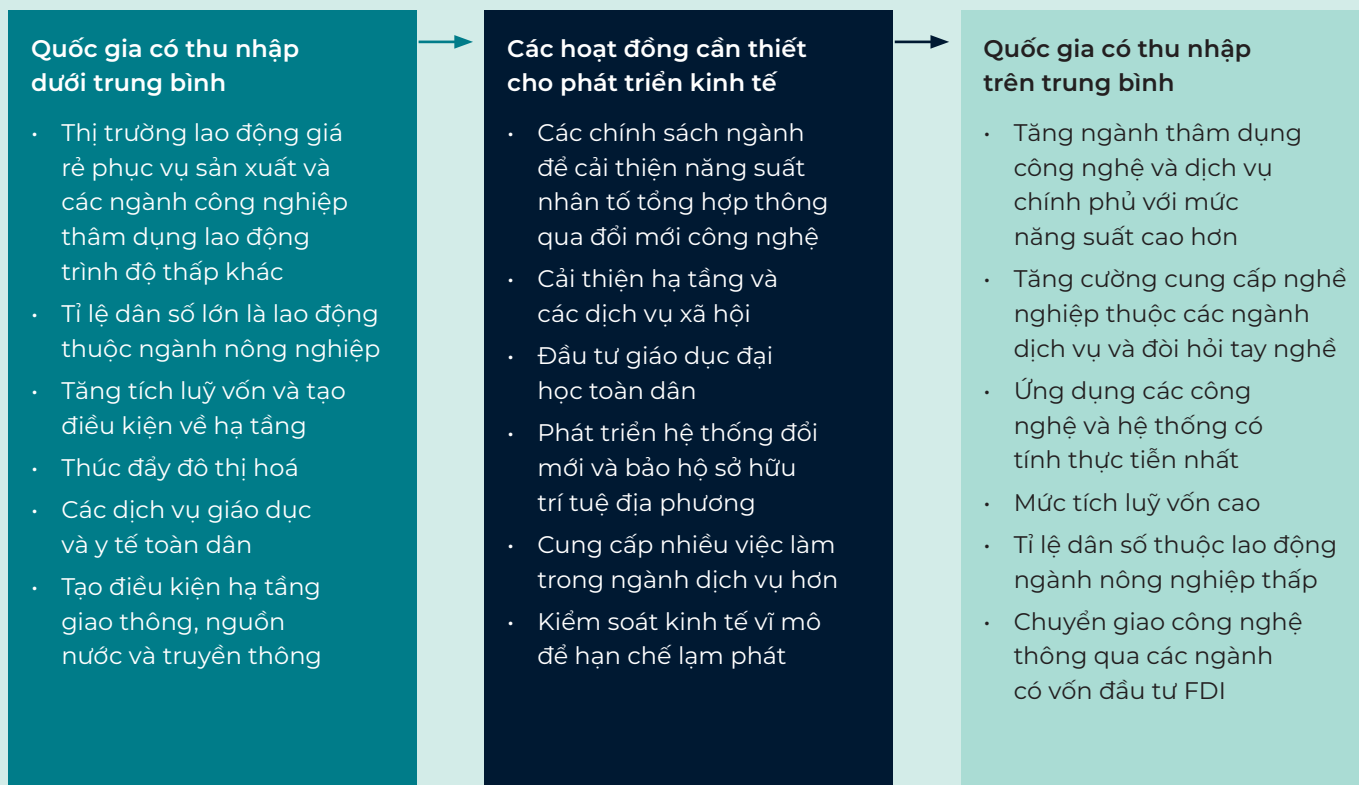 Quốc gia có thu nhập
dưới trung bình
• Thị trường lao động giá
rẻ phục vụ sản xuất và
các ngành công nghiệp
thâm dụng lao động
trình độ thấp khác
• Tỉ lệ dân số lớn là lao động
thuộc ngành nông nghiệp
• Tăng tích luỹ vốn và tạo
điều kiện về hạ tầng
• Thúc đẩy đô thị hoá
• Các dịch vụ giáo dục
và y tế toàn dân
• Tạo điều kiện hạ tầng
giao thông, nguồn
nước và truyền thông
Các hoạt đồng cần thiết
cho phát triển kinh tế
• Các chính sách ngành
để cải thiện năng suất
nhân tố tổng hợp thông
qua đổi mới công nghệ
• Cải thiện hạ tầng và
các dịch vụ xã hội
• Đầu tư giáo dục đại
học toàn dân
• Phát triển hệ thống đổi
mới và bảo hộ sở hữu
trí tuệ địa phương
• Cung cấp nhiều việc làm
trong ngành dịch vụ hơn
• Kiểm soát kinh tế vĩ mô
để hạn chế lạm phát
Quốc gia có thu nhập
trên trung bình
• Tăng ngành thâm dụng
công nghệ và dịch vụ
chính phủ với mức
năng suất cao hơn
• Tăng cường cung cấp nghề
nghiệp thuộc các ngành
dịch vụ và đòi hỏi tay nghề
• Ứng dụng các công
nghệ và hệ thống có
tính thực tiễn nhất
• Mức tích luỹ vốn cao
• Tỉ lệ dân số thuộc lao động
ngành nông nghiệp thấp
• Chuyển giao công nghệ
thông qua các ngành
có vốn đầu tư FDI